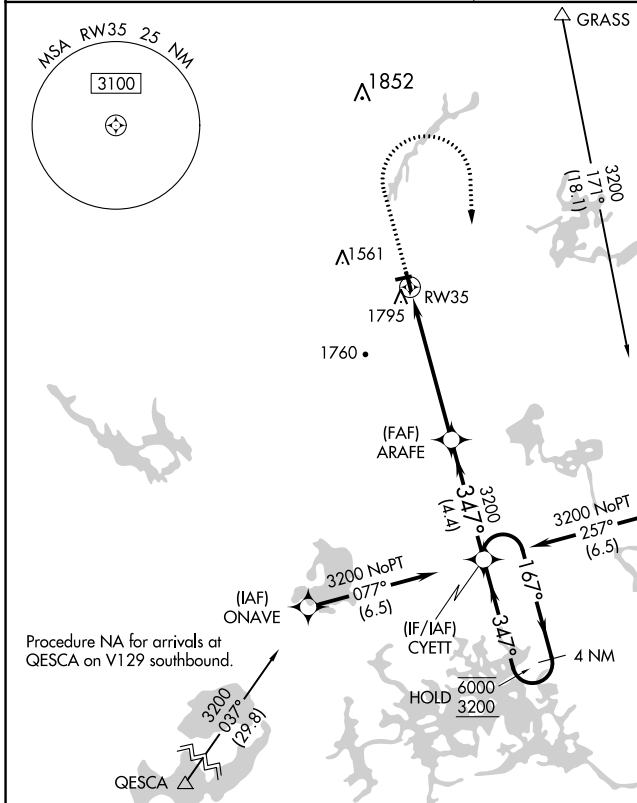 MSA RW35 25 NM
3100
GRASS
1852
3200
171°
(18.1)
1561
RW35
1795
1760
(FAF)
ARAFE
3200
347°
(4.4)
3200 NoPT
257°
(6.5)
3200 NoPT
077°
(6.5)
(IAF)
ONAVE
167°
(IF/IAF)
CYETT
347°
4 NM
HOLD
6000
3200
Procedure NA for arrivals at
QESCA on V129 southbound.
3200
037°
(29.8)
QESCA